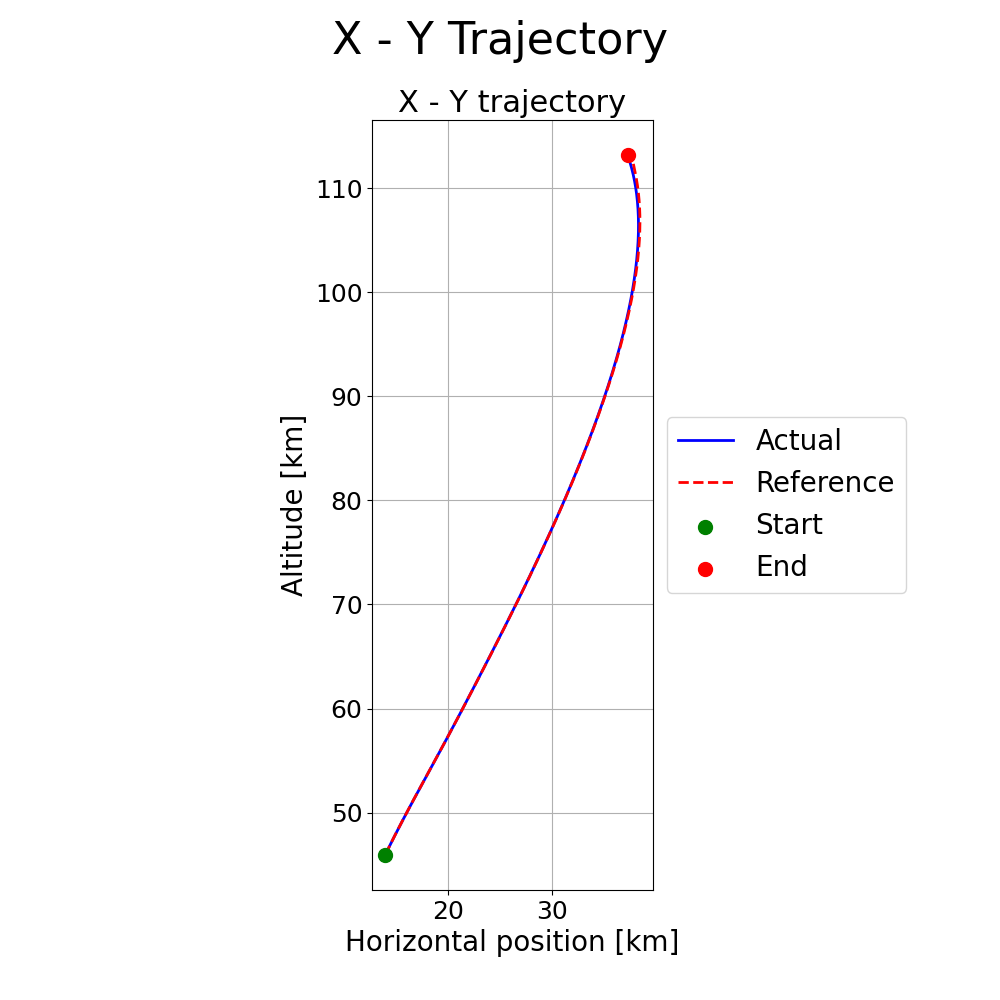 X - Y Trajectory
X - Y trajectory
110
100
90
80
70
60
50
Altitude [km]
20 30
Horizontal position [km]
Actual
Reference
Start
End